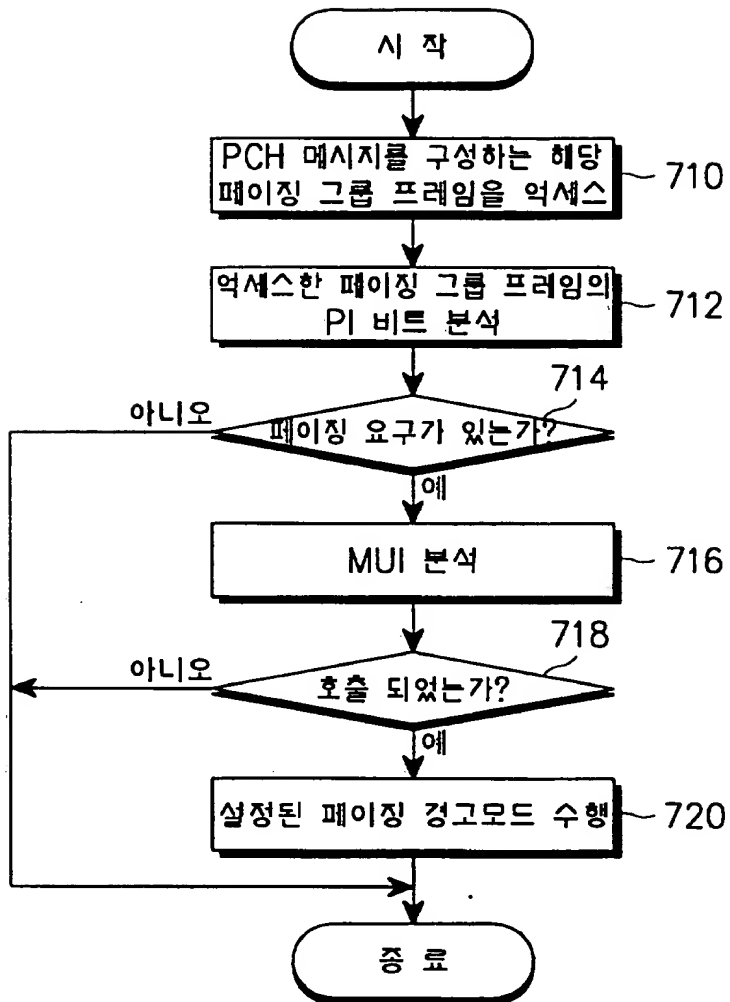 시 작
PCH 메시지를 구성하는 해당
페이징 그룹 프레임을 억세스
710
억세스한 페이징 그룹 프레임의
PI 비트 분석
712
714
아니오
페이징 요구가 있는가?
예
MUI 분석
716
718
아니오
호출 되었는가?
예
설정된 페이징 경고모드 수행
720
종 료